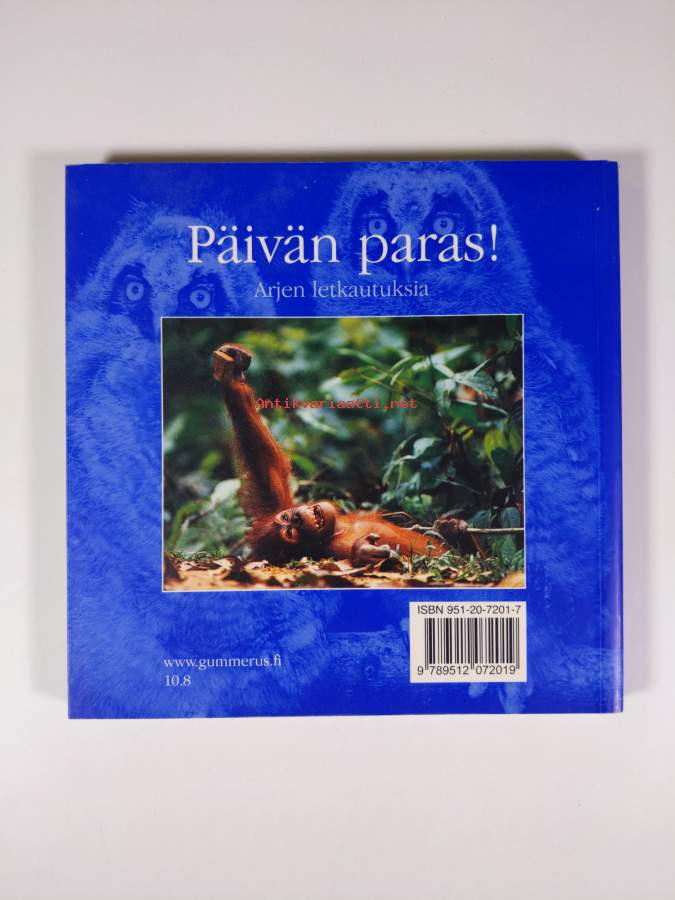 Päivän paras!
Arjen letkautuksia
Antikvariaatti.net
ISBN 951-20-7201-7
9 789512 072019
www.gummerus.fi
10.8